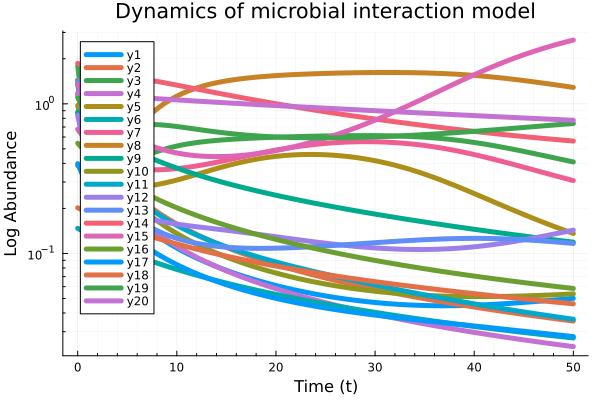 Dynamics of microbial interaction model
y1
y2
y3
y4
y5
y6
y7
y8
y9
y10
y11
y12
y13
y14
y15
y16
y17
y18
y19
y20
Log Abundance
10⁰
10⁻¹
0
10
20
30
40
50
Time (t)